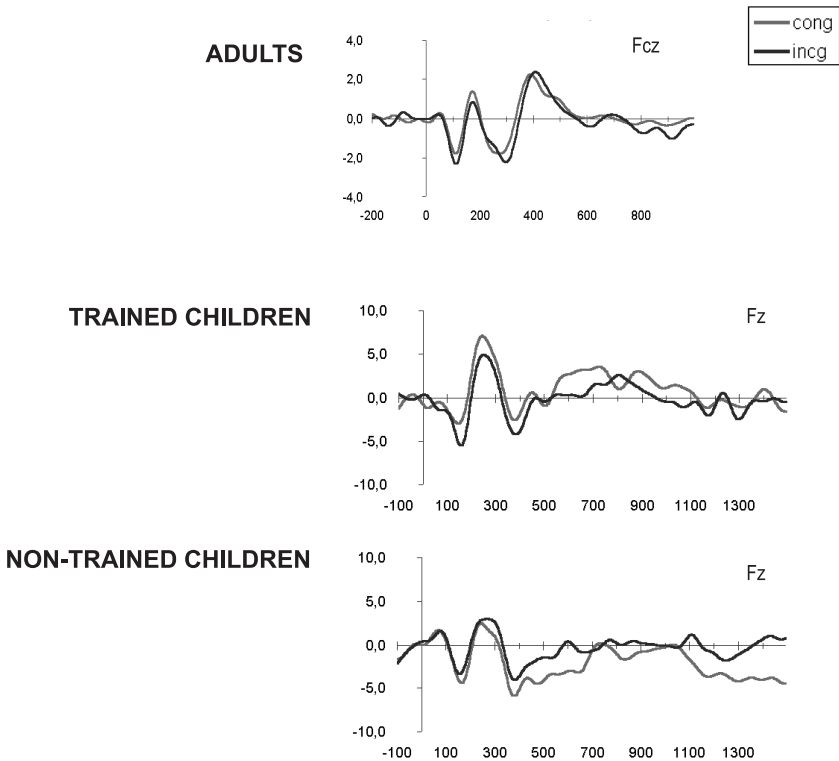 cong
incg
ADULTS
Fcz
4,0
2,0
0,0
-2,0
-4,0
-200 0 200 400 600 800
TRAINED CHILDREN
Fz
10,0
5,0
0,0
-5,0
-10,0
-100 100 300 500 700 900 1100 1300
NON-TRAINED CHILDREN
Fz
10,0
5,0
0,0
-5,0
-10,0
-100 100 300 500 700 900 1100 1300